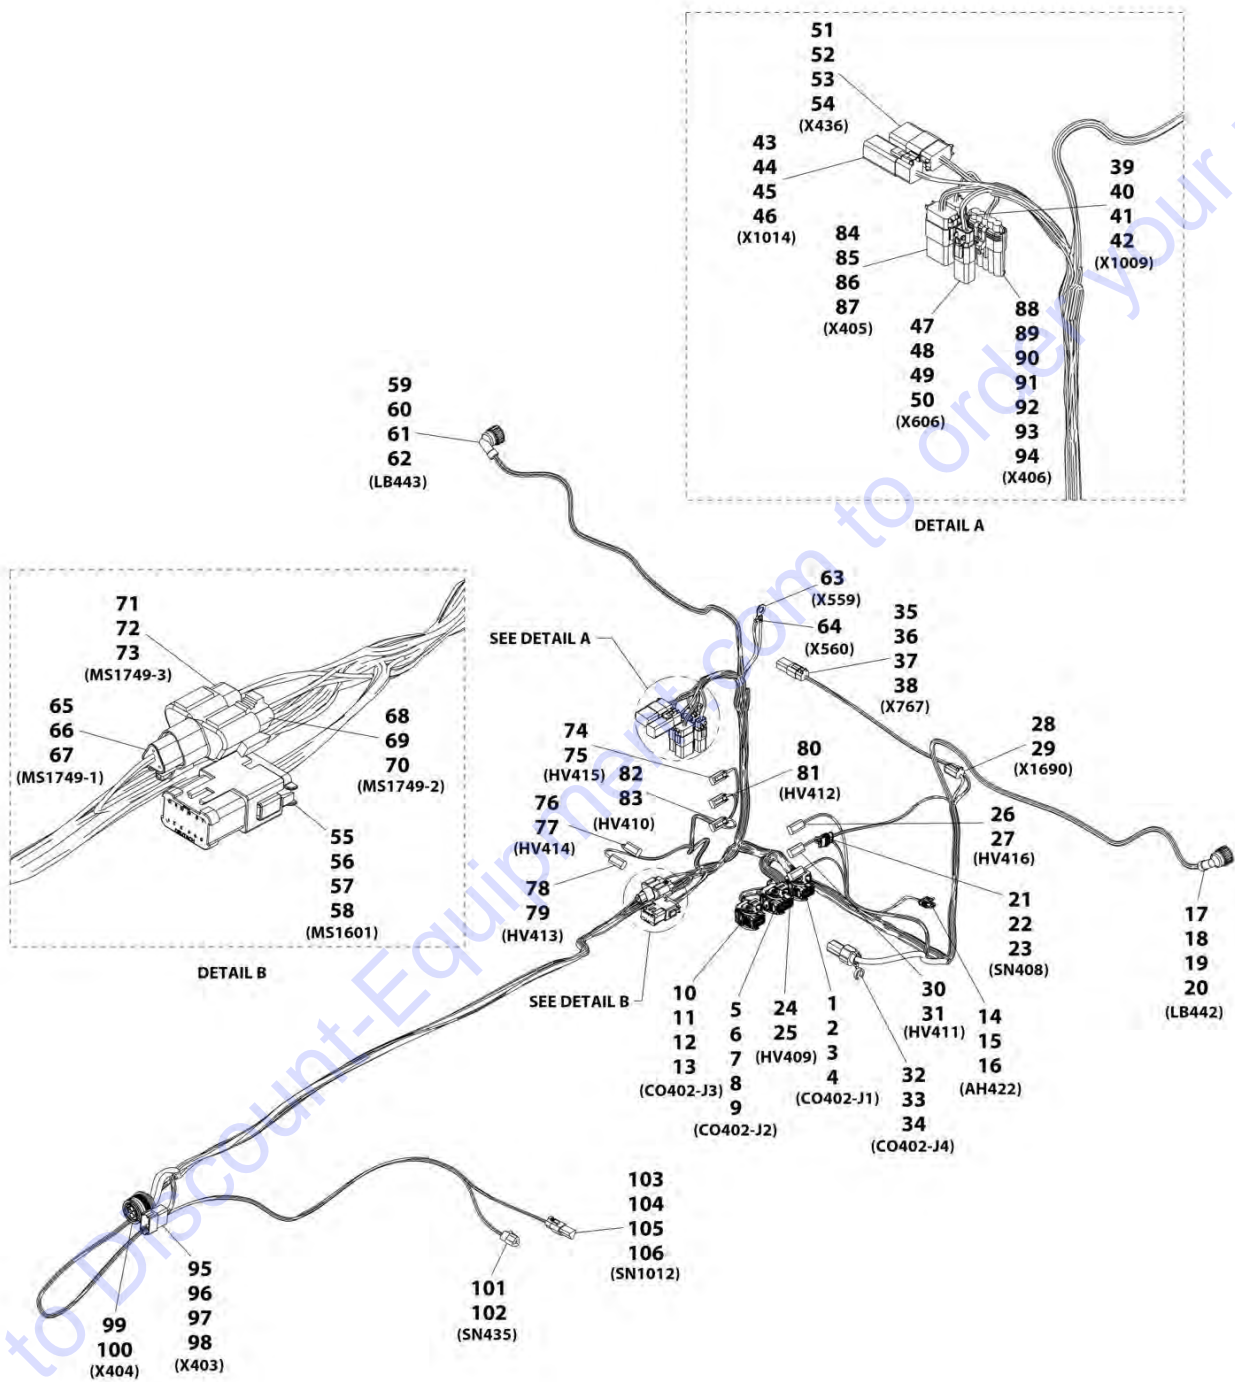 51
52
53
54
(X436)
43
44
45
46
(X1014)
39
40
41
42
(X1009)
84
85
86
87
(X405)
47
48
49
50
(X606)
88
89
90
91
92
93
94
(X406)
DETAIL A
59
60
61
62
(LB443)
63
(X559)
64
(X560)
SEE DETAIL A
35
36
37
38
(X767)
71
72
73
(MS1749-3)
65
66
67
(MS1749-1)
68
69
70
(MS1749-2)
55
56
57
58
(MS1601)
DETAIL B
74
75
(HV415)
82
83
(HV410)
80
81
(HV412)
76
77
(HV414)
78
79
(HV413)
28
29
(X1690)
26
27
(HV416)
21
22
23
(SN408)
17
18
19
20
(LB442)
SEE DETAIL B
10
11
12
13
(CO402-J3)
5
6
7
8
9
(CO402-J2)
24
25
(HV409)
1
2
3
4
(CO402-J1)
30
31
(HV411)
32
33
34
(CO402-J4)
14
15
16
(AH422)
103
104
105
106
(SN1012)
101
102
(SN435)
95
96
97
98
(X403)
99
100
(X404)
to Discount-Equipment.com to order your